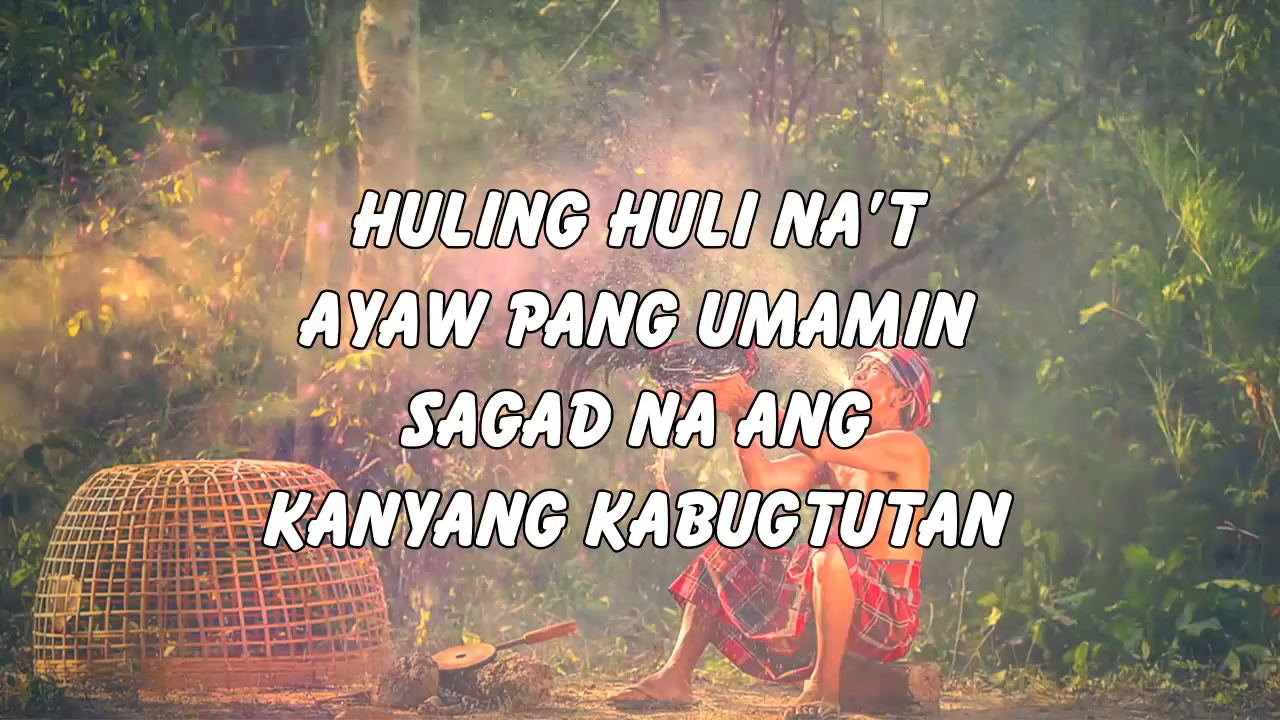 HULING HULI NA'T
AYAW PANG UMAMIN
SAGAD NA ANG
KANYANG KABUGTUTAN